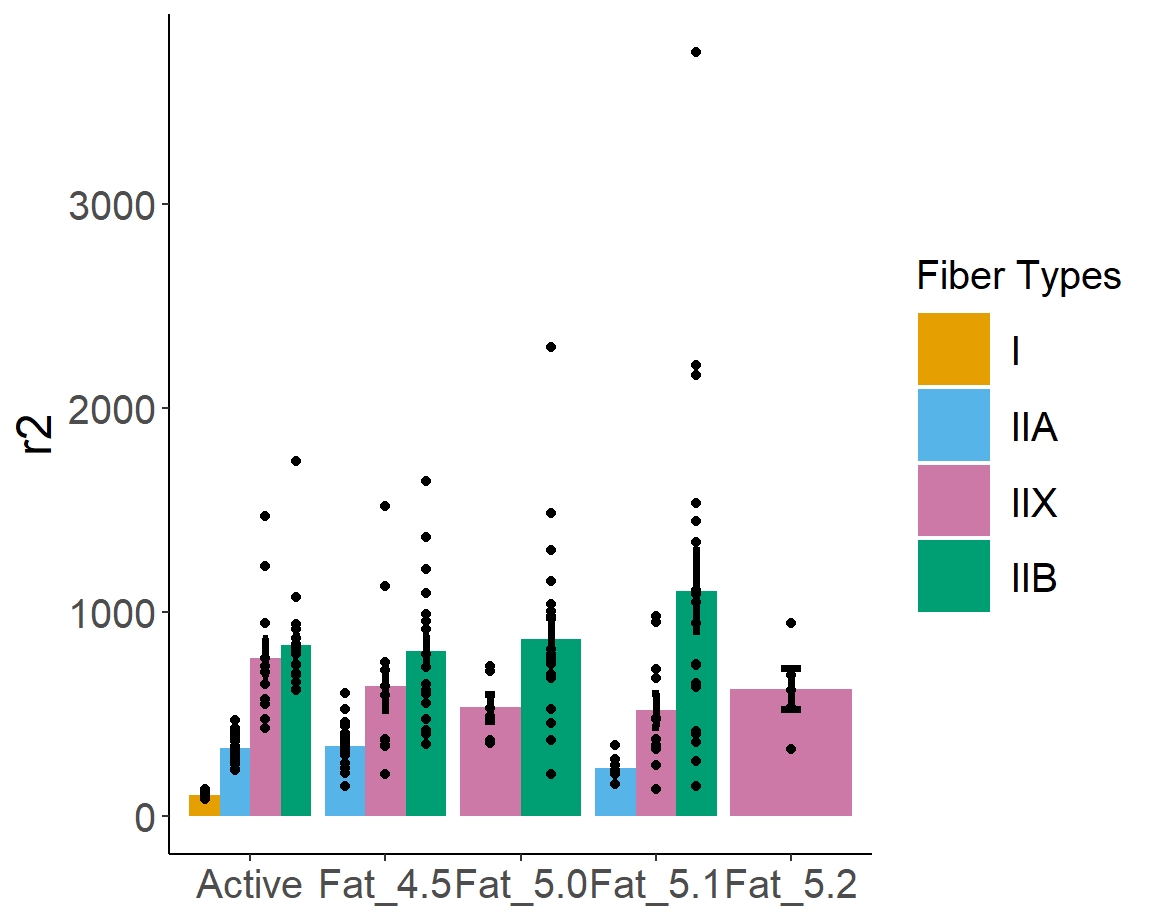 r2
3000
2000
1000
0
Active Fat_4.5 Fat_5.0 Fat_5.1 Fat_5.2
Fiber Types
I
IIA
IIX
IIB